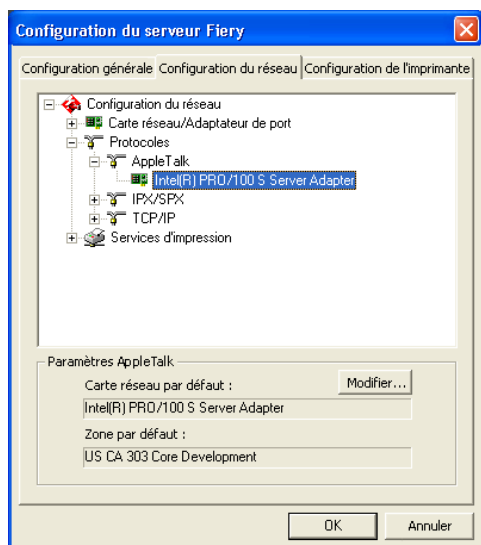 Configuration du serveur Fiery
Configuration générale Configuration du réseau Configuration de l'imprimante
Configuration du réseau
Carte réseau/Adaptateur de port
Protocoles
AppleTalk
Intel(R) PRO/100 S Server Adapter
IPX/SPX
TCP/IP
Services d'impression
Paramètres AppleTalk
Carte réseau par défaut :
Modifier...
Intel(R) PRO/100 S Server Adapter
Zone par défaut :
US CA 303 Core Development
OK Annuler